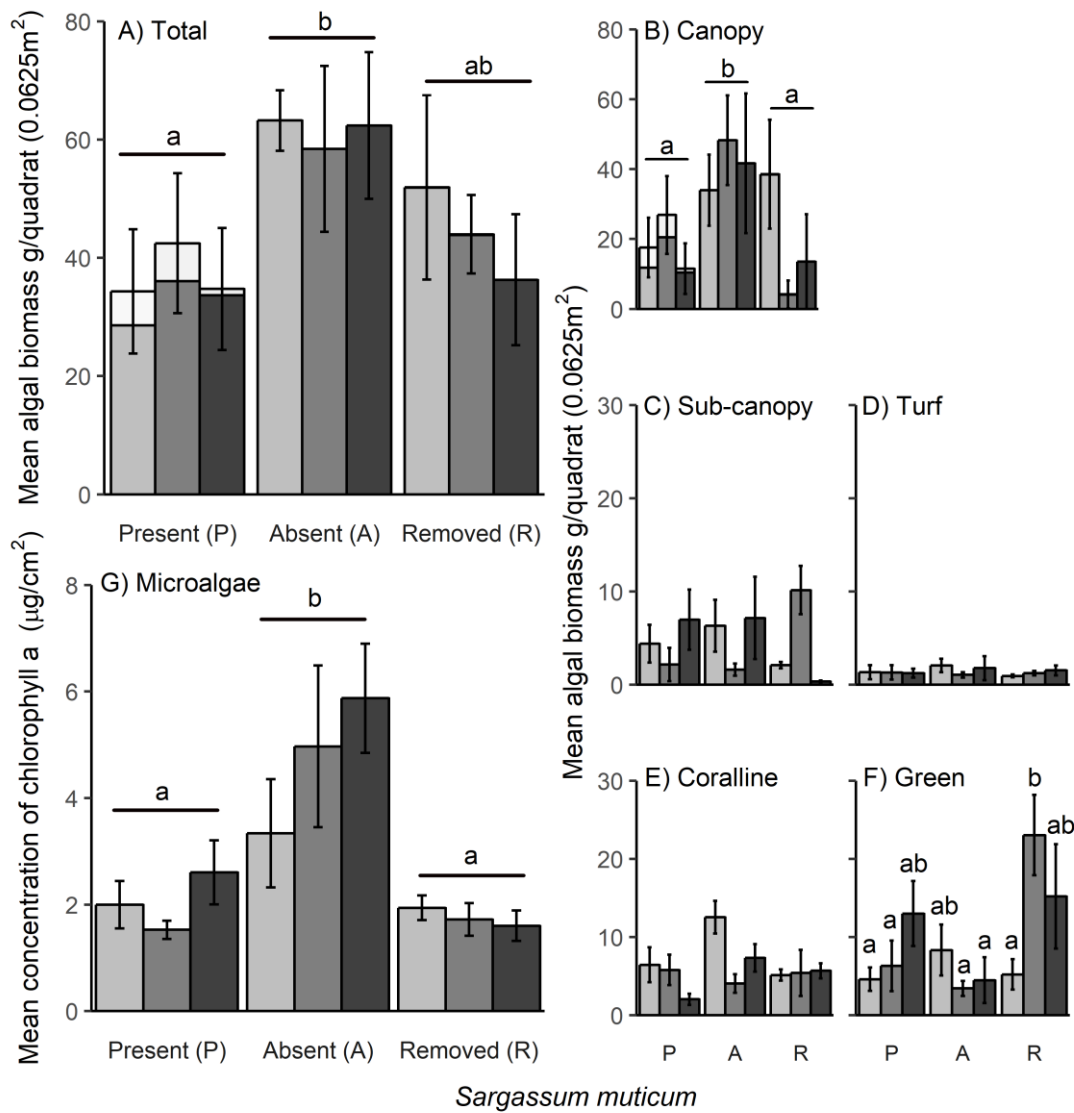 A) Total
Mean algal biomass g/quadrat (0.0625m²)
80
60
40
20
0
a
b
ab
Present (P)
Absent (A)
Removed (R)
B) Canopy
80
60
40
20
0
a
b
a
Mean algal biomass g/quadrat (0.0625m²)
C) Sub-canopy
30
20
10
0
D) Turf
G) Microalgae
Mean concentration of chlorophyll a (µg/cm²)
8
6
4
2
0
a
b
a
Present (P)
Absent (A)
Removed (R)
E) Coralline
30
20
10
0
P
A
R
F) Green
a
a
ab
ab
a
a
a
b
ab
P
A
R
Sargassum muticum